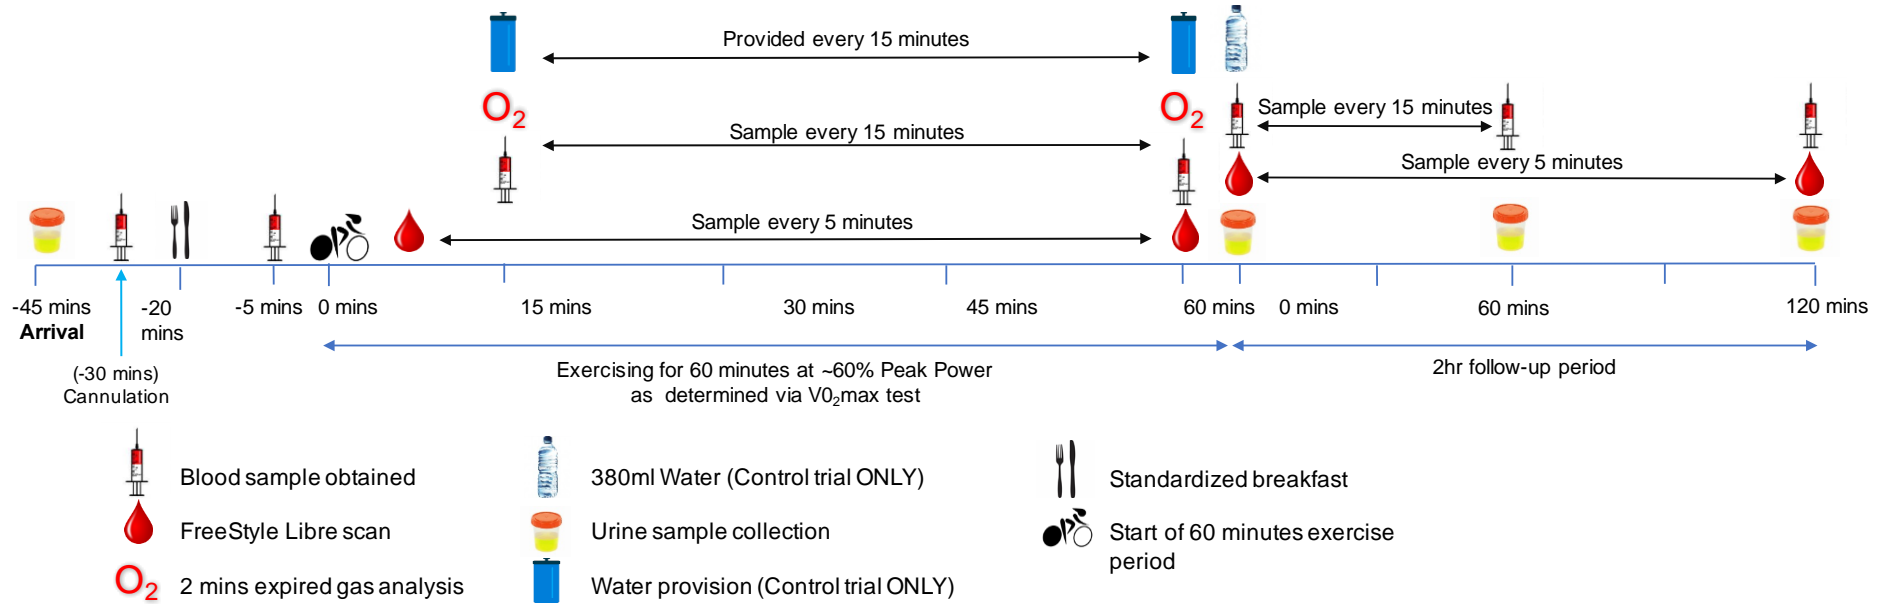 Provided every 15 minutes
O2
O2
Sample every 15 minutes
Sample every 15 minutes
Sample every 5 minutes
Sample every 5 minutes
-45 mins
Arrival
-20
mins
-5 mins
0 mins
15 mins
30 mins
45 mins
60 mins
0 mins
60 mins
120 mins
(-30 mins)
Cannulation
Exercising for 60 minutes at ~60% Peak Power
as determined via V02max test
2hr follow-up period
Blood sample obtained
380ml Water (Control trial ONLY)
Standardized breakfast
FreeStyle Libre scan
Urine sample collection
Start of 60 minutes exercise
period
O2
2 mins expired gas analysis
Water provision (Control trial ONLY)